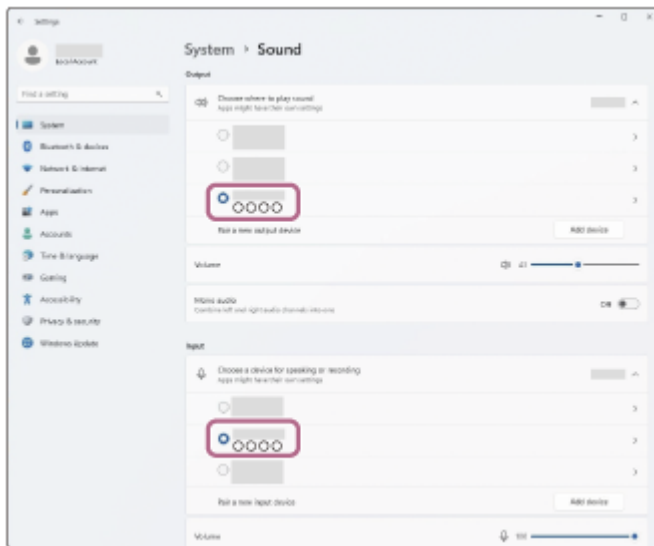 Settings
Local Account
Find a setting
System
Bluetooth & devices
Network & internet
Personalization
Apps
Accounts
Time & language
Gaming
Accessibility
Privacy & security
Windows Update
System › Sound
Output
Choose where to play sound
Apps might have their own settings
Pair a new output device
Add device
Volume
Mono audio
Combine left and right audio channels into one
Off
Input
Choose a device for speaking or recording
Apps might have their own settings
Pair a new input device
Add device
Volume
100